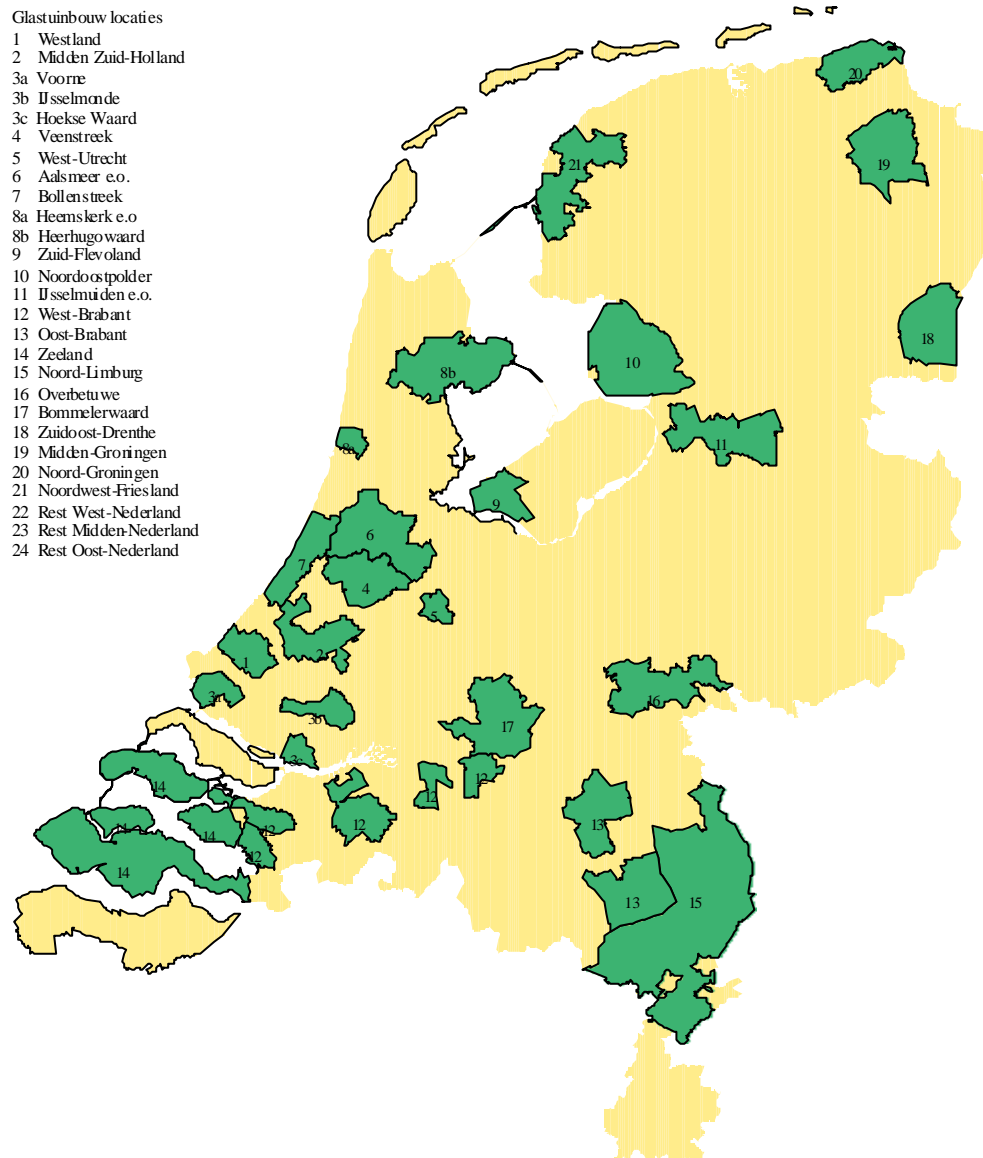 Glastuinbouw locaties
1 Westland
2 Midden Zuid-Holland
3a Voorne
3b IJsselmonde
3c Hoekse Waard
4 Veenstreek
5 West-Utrecht
6 Aalsmeer e.o.
7 Bollenstreek
8a Heemskerk e.o
8b Heerhugowaard
9 Zuid-Flevoland
10 Noordoostpolder
11 IJsselmuiden e.o.
12 West-Brabant
13 Oost-Brabant
14 Zeeland
15 Noord-Limburg
16 Overbetuwe
17 Bommelerwaard
18 Zuidoost-Drenthe
19 Midden-Groningen
20 Noord-Groningen
21 Noordwest-Friesland
22 Rest West-Nederland
23 Rest Midden-Nederland
24 Rest Oost-Nederland
20
19
21
18
10
8b
11
8a
9
6
7
4
5
2
1
16
3a
3b
17
3c
12
14
12
14
14
12
12
13
12
14
13
15